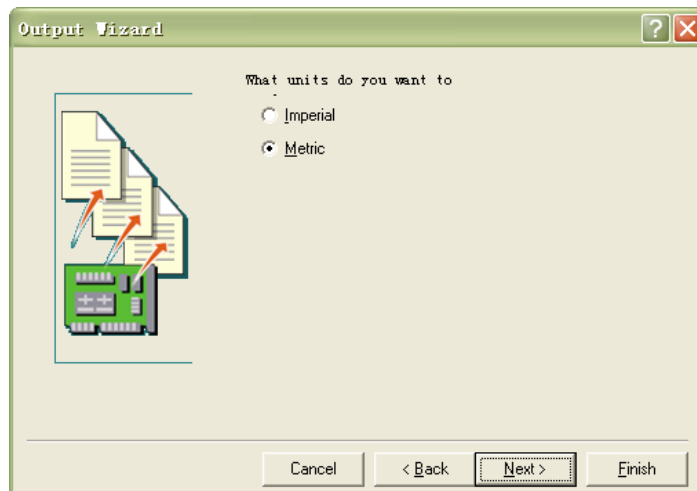 Output Wizard
What units do you want to
Imperial
Metric
Cancel
< Back
Next >
Finish